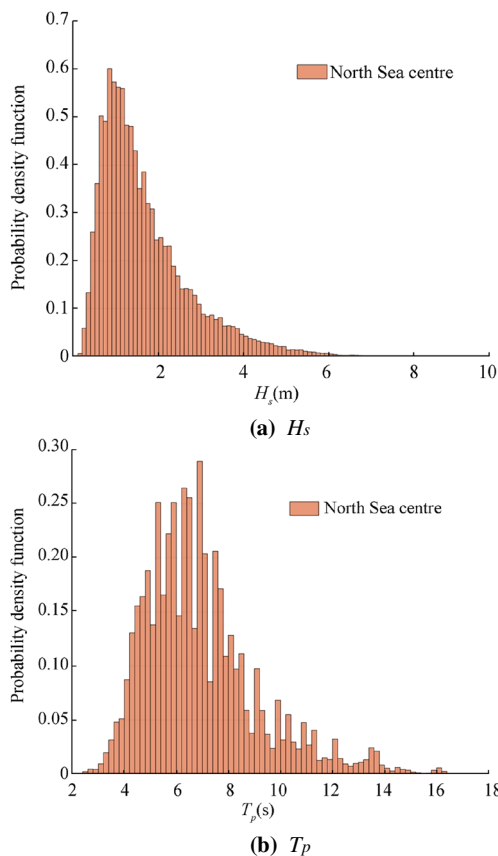 0.7
0.6
0.5
0.4
0.3
0.2
0.1
0
Probability density function
North Sea centre
2 4 6 8 10
Hs(m)
(a) Hs
0.30
0.25
0.20
0.15
0.10
0.05
0
Probability density function
North Sea centre
2 4 6 8 10 12 14 16 18
Tp(s)
(b) Tp